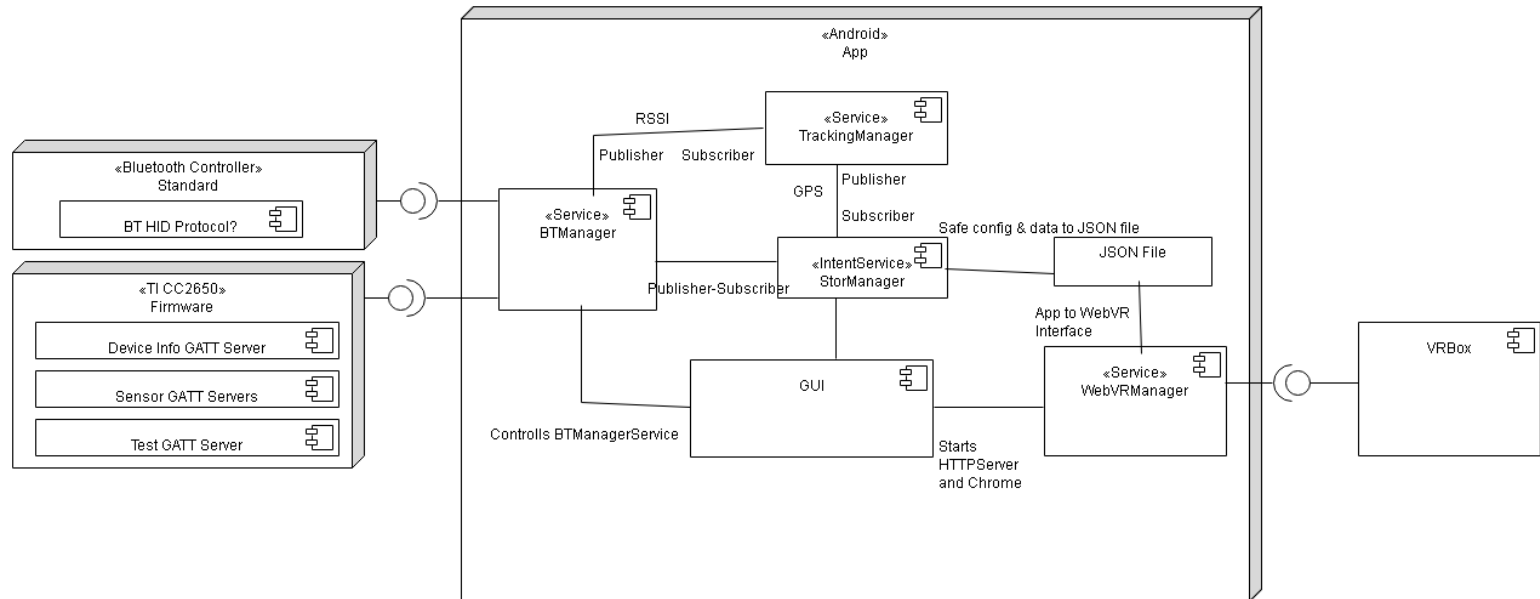 «Android»
App
RSSI
«Service»
TrackingManager
Publisher
Subscriber
«Bluetooth Controller»
Standard
BT HID Protocol?
Publisher
GPS
Subscriber
«Service»
BTManager
Safe config & data to JSON file
«IntentService»
StorManager
JSON File
Publisher-Subscriber
«TI CC2650»
Firmware
Device Info GATT Server
Sensor GATT Servers
Test GATT Server
App to WebVR
Interface
GUI
«Service»
WebVRManager
VRBox
Controlls BTManagerService
Starts
HTTPServer
and Chrome